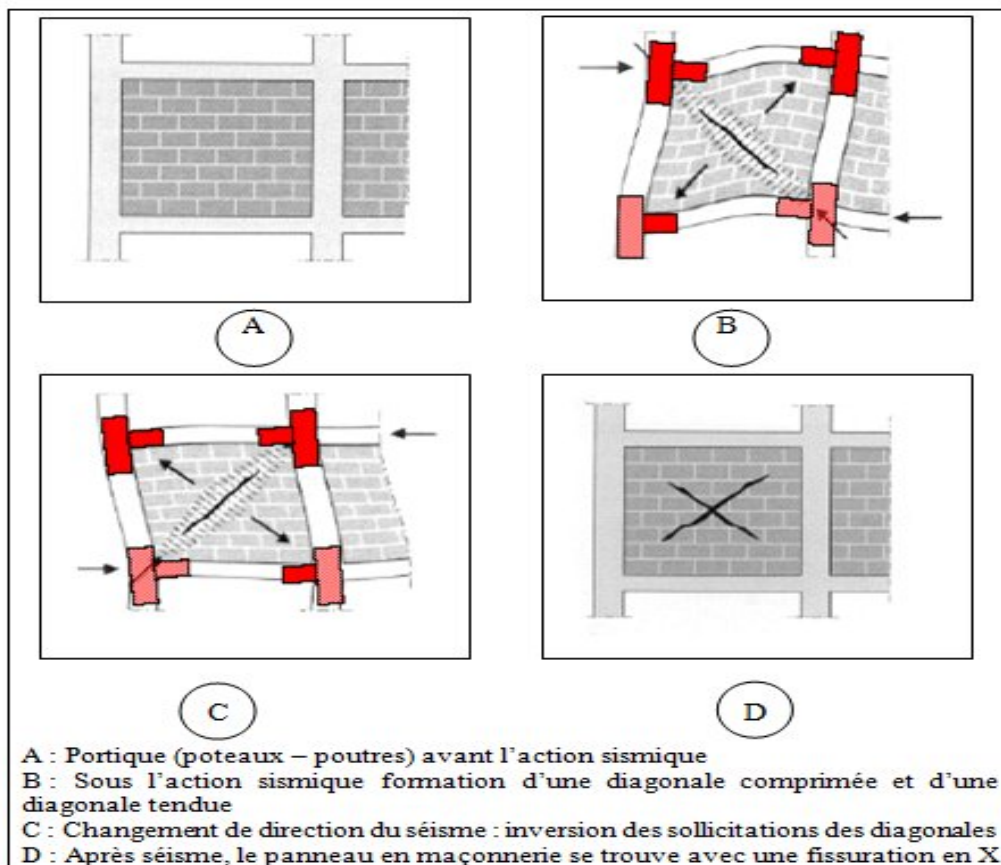 A
B
C
D
A : Portique (poteaux – poutres) avant l’action sismique
B : Sous l’action sismique formation d’une diagonale comprimée et d’une
diagonale tendue
C : Changement de direction du séisme : inversion des sollicitations des diagonales
D : Après séisme, le panneau en maçonnerie se trouve avec une fissuration en X